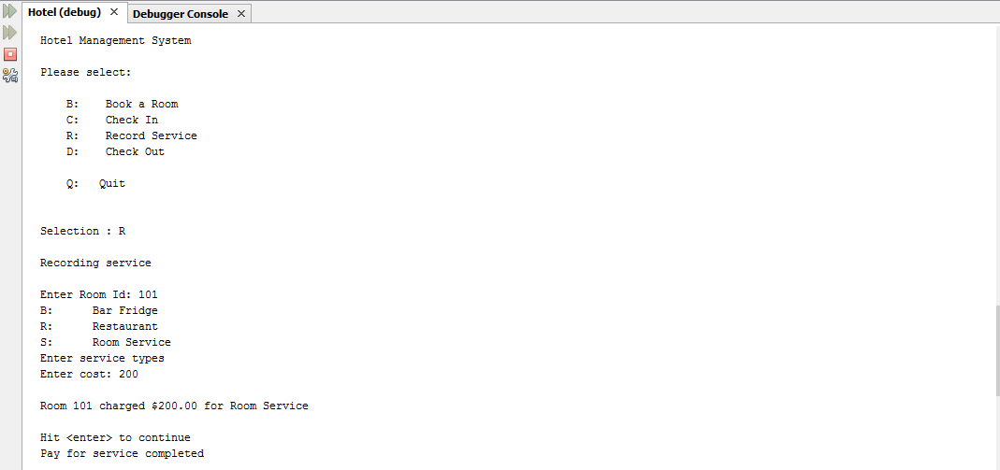 Hotel (debug) Debugger Console
Hotel Management System
Please select:
B: Book a Room
C: Check In
R: Record Service
D: Check Out
Q: Quit
Selection : R
Recording service
Enter Room Id: 101
B: Bar Fridge
R: Restaurant
S: Room Service
Enter service types
Enter cost: 200
Room 101 charged $200.00 for Room Service
Hit <enter> to continue
Pay for service completed